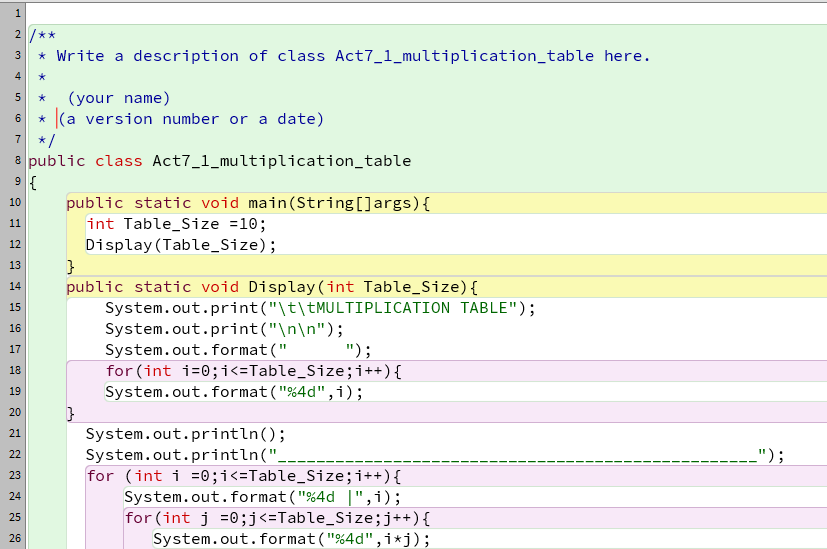 1
2 /**
3  * Write a description of class Act7_1_multiplication_table here.
4  *
5  *  (your name)
6  * (a version number or a date)
7  */
8 public class Act7_1_multiplication_table
9 {
10     public static void main(String[]args){
11       int Table_Size =10;
12       Display(Table_Size);
13     }
14     public static void Display(int Table_Size){
15         System.out.print("\t\tMULTIPLICATION TABLE");
16         System.out.print("\n\n");
17         System.out.format("      ");
18         for(int i=0;i<=Table_Size;i++){
19         System.out.format("%4d",i);
20     }
21       System.out.println();
22       System.out.println("__________________________________________________");
23       for (int i =0;i<=Table_Size;i++){
24           System.out.format("%4d |",i);
25           for(int j =0;j<=Table_Size;j++){
26              System.out.format("%4d",i*j);